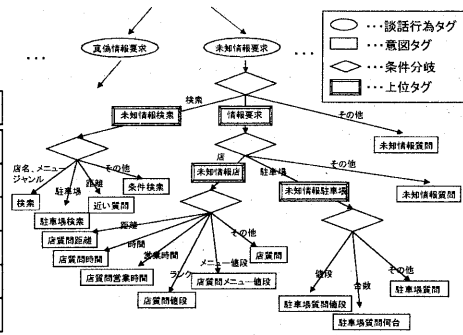 真偽情報要求
未知情報要求
…談話行為タグ
…意図タグ
…条件分岐
…上位タグ
検索
未知情報検索
情報要求
その他
未知情報質問
店名、メニュー
ジャンル
駐車場
距離
その他
検索
駐車場検索
近い質問
条件検索
店
駐車場
その他
未知情報店
未知情報駐車場
未知情報質問
距離
時間
営業時間
ランク
メニュー値段
その他
店質問距離
店質問時間
店質問営業時間
店質問値段
店質問メニュー値段
店質問
値段
台数
その他
駐車場質問値段
駐車場質問何台
駐車場質問